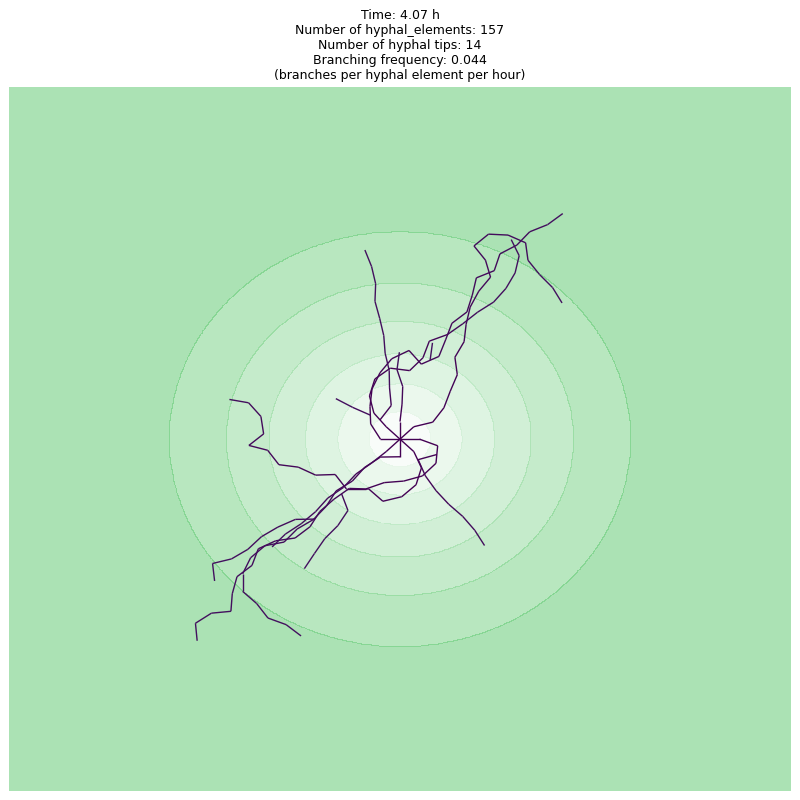 Time: 4.07 h
Number of hyphal_elements: 157
Number of hyphal tips: 14
Branching frequency: 0.044
(branches per hyphal element per hour)